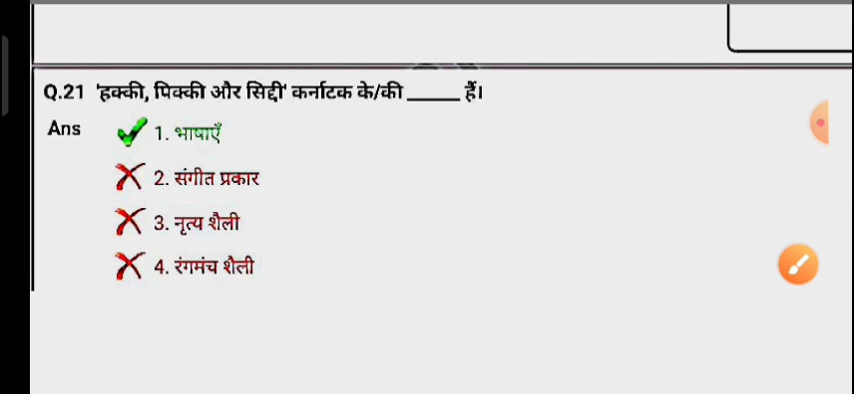 Q.21 'हक्की, पिक्की और सिद्दी' कर्नाटक के/की ______ हैं।
Ans 1. भाषाएँ
2. संगीत प्रकार
3. नृत्य शैली
4. रंगमंच शैली